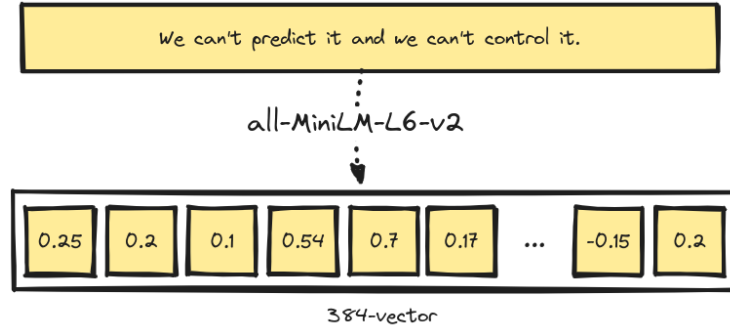 We can't predict it and we can't control it.
all-MiniLM-L6-v2
0.25 0.2 0.1 0.54 0.7 0.17 ... -0.15 0.2
384-vector